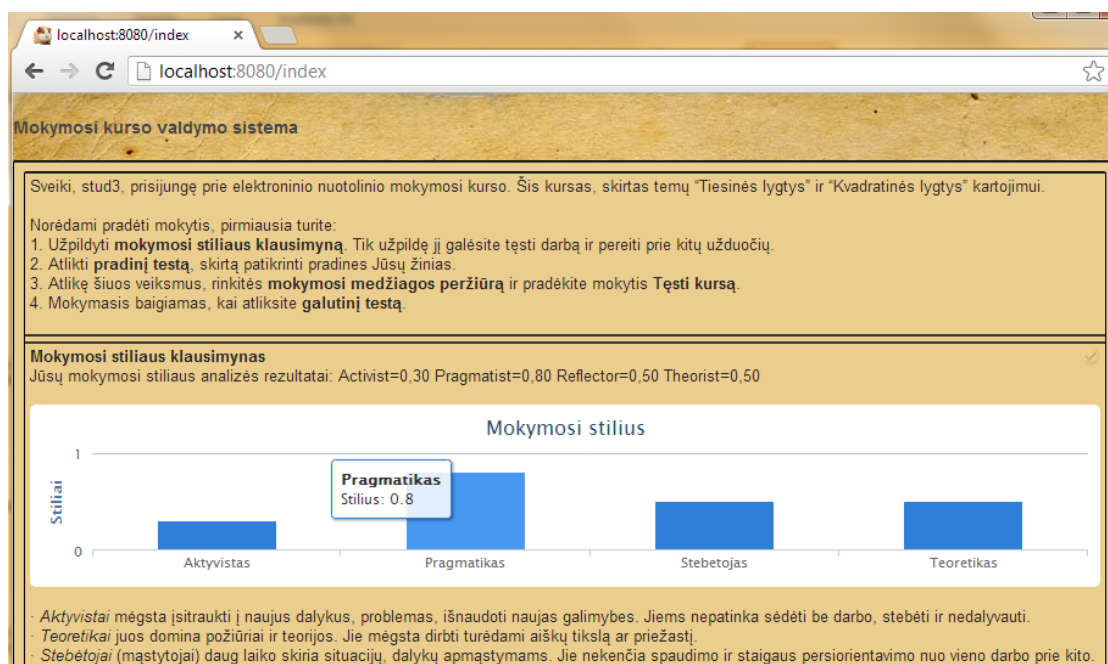 localhost:8080/index
localhost:8080/index
Mokymosi kurso valdymo sistema
Sveiki, stud3, prisijungę prie elektroninio nuotolinio mokymosi kurso. Šis kursas, skirtas temų “Tiesinės lygtys” ir “Kvadratinės lygtys” kartojimui.
Norėdami pradėti mokytis, pirmiausia turite:
1. Užpildyti mokymosi stiliaus klausimyną. Tik užpildę jį galėsite tęsti darbą ir pereiti prie kitų užduočių.
2. Atlikti pradinį testą, skirtą patikrinti pradines Jūsų žinias.
3. Atlikę šiuos veiksmus, rinkitės mokymosi medžiagos peržiūrą ir pradėkite mokytis Tęsti kursą.
4. Mokymasis baigiamas, kai atliksite galutinį testą.
Mokymosi stiliaus klausimynas
Jūsų mokymosi stiliaus analizės rezultatai: Activist=0,30 Pragmatist=0,80 Reflector=0,50 Theorist=0,50
Mokymosi stilius
1
Stiliai
Pragmatikas
Stilius: 0.8
0
Aktyvistas Pragmatikas Stebetojas Teoretikas
· Aktyvistai mėgsta įsitraukti į naujus dalykus, problemas, išnaudoti naujas galimybes. Jiems nepatinka sėdėti be darbo, stebėti ir nedalyvauti.
· Teoretikai juos domina požiūriai ir teorijos. Jie mėgsta dirbti turėdami aiškų tikslą ar priežastį.
· Stebėtojai (mąstytojai) daug laiko skiria situacijų, dalykų apmąstymams. Jie nekenčia spaudimo ir staigaus persiorientavimo nuo vieno darbo prie kito.